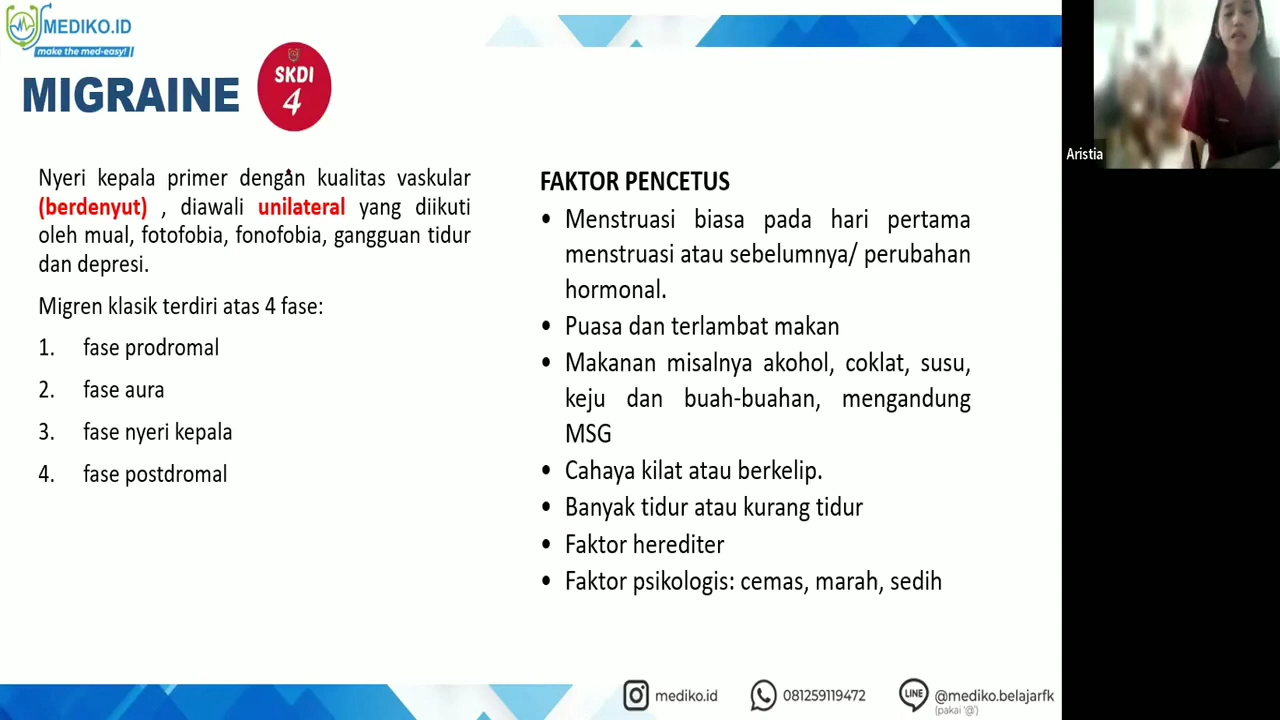 MEDIKO.ID
make the med-easy!
MIGRAINE
SKDI
4
Nyeri kepala primer dengan kualitas vaskular
(berdenyut) , diawali unilateral yang diikuti
oleh mual, fotofobia, fonofobia, gangguan tidur
dan depresi.
Migren klasik terdiri atas 4 fase:
1. fase prodromal
2. fase aura
3. fase nyeri kepala
4. fase postdromal
FAKTOR PENCETUS
• Menstruasi biasa pada hari pertama
menstruasi atau sebelumnya/ perubahan
hormonal.
• Puasa dan terlambat makan
• Makanan misalnya akohol, coklat, susu,
keju dan buah-buahan, mengandung
MSG
• Cahaya kilat atau berkelip.
• Banyak tidur atau kurang tidur
• Faktor herediter
• Faktor psikologis: cemas, marah, sedih
Aristia
mediko.id
081259119472
LINE
@mediko.belajarfk
(pakai '@')